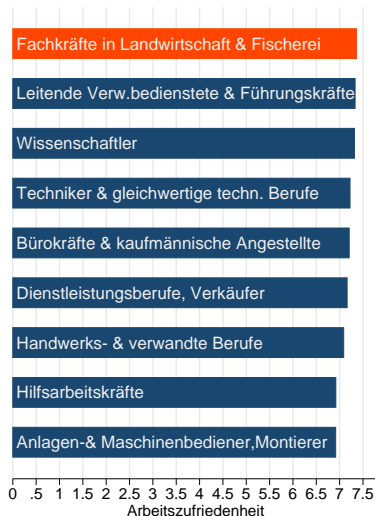 Fachkräfte in Landwirtschaft & Fischerei
Leitende Verw.bedienstete & Führungskräfte
Wissenschaftler
Techniker & gleichwertige techn. Berufe
Bürokräfte & kaufmännische Angestellte
Dienstleistungsberufe, Verkäufer
Handwerks- & verwandte Berufe
Hilfsarbeitskräfte
Anlagen-& Maschinenbediener,Montierer
0 .5 1 1.5 2 2.5 3 3.5 4 4.5 5 5.5 6 6.5 7 7.5
Arbeitszufriedenheit